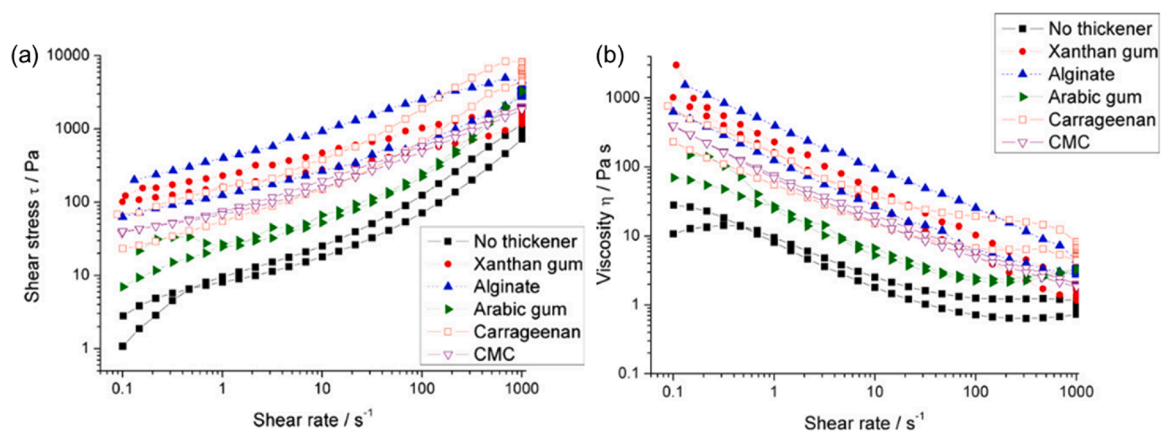 (a)
10000
1000
100
10
1
Shear stress τ / Pa
0.1 1 10 100 1000
Shear rate / s⁻¹
No thickener
Xanthan gum
Alginate
Arabic gum
Carrageenan
CMC
(b)
1000
100
10
1
0.1
Viscosity η / Pa s
0.1 1 10 100 1000
Shear rate / s⁻¹
No thickener
Xanthan gum
Alginate
Arabic gum
Carrageenan
CMC